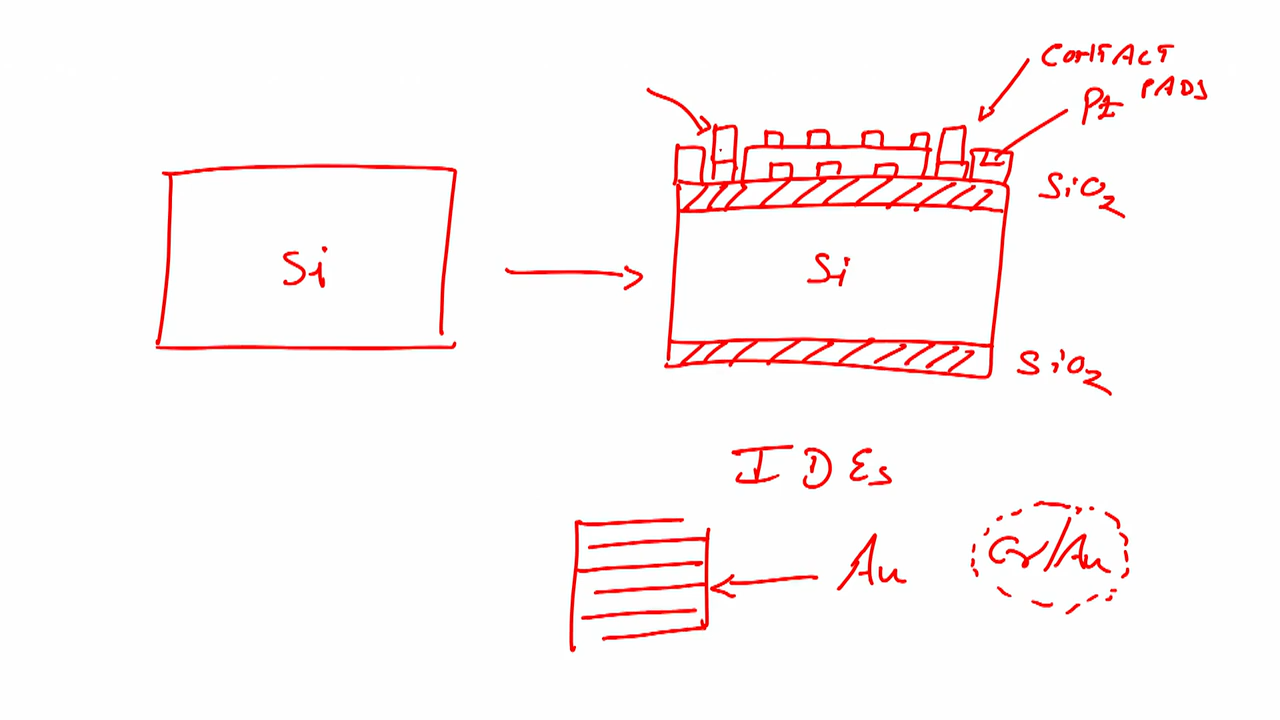 CONTACT
PADS
Pt
SiO2
Si
Si
SiO2
IDEs
Au
Cr/Au